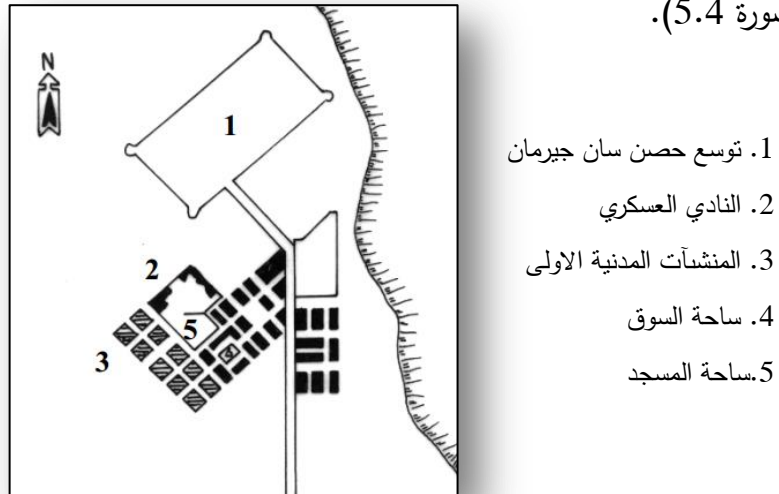 صورة 5.4).
N
1
2
5
4
3
1. توسع حصن سان جيرمان
2. النادي العسكري
3. المنشآت المدنية الاولى
4. ساحة السوق
5.ساحة المسجد